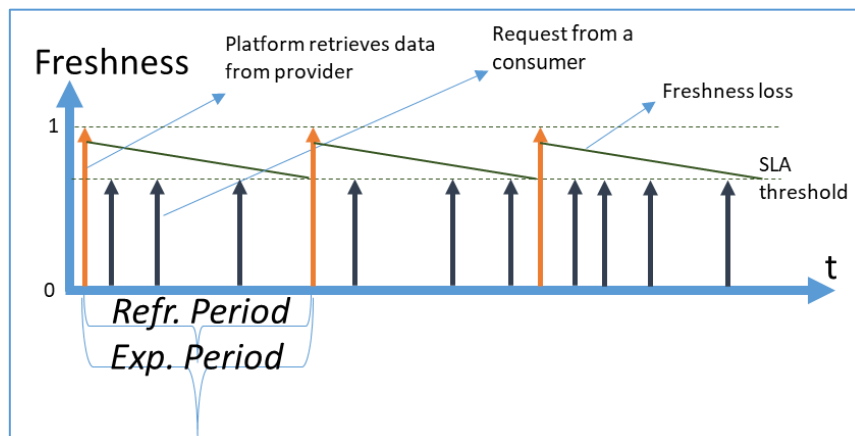 Platform retrieves data
from provider
Request from a
consumer
Freshness
Freshness loss
1
SLA
threshold
t
0
Refr. Period
Exp. Period